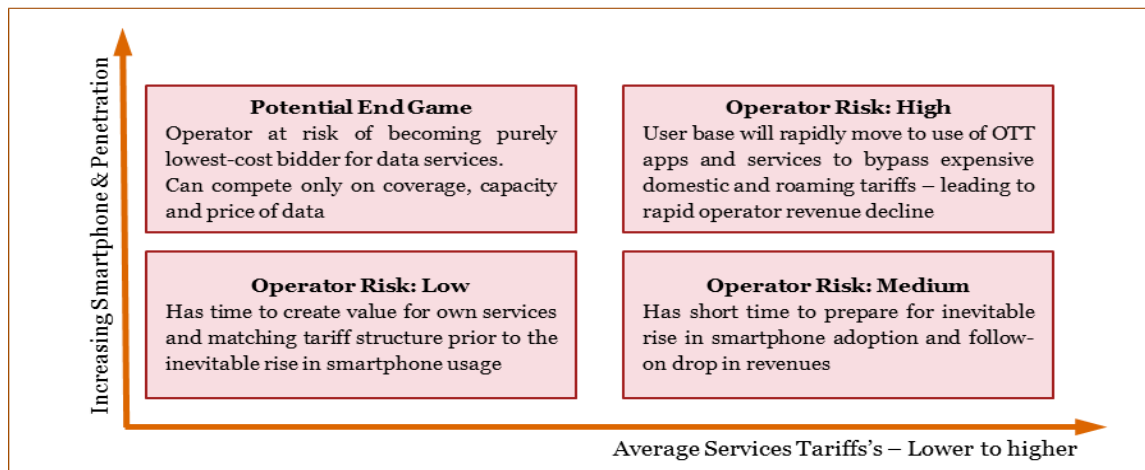 Increasing Smartphone & Penetration
Potential End Game
Operator at risk of becoming purely
lowest-cost bidder for data services.
Can compete only on coverage, capacity
and price of data
Operator Risk: High
User base will rapidly move to use of OTT
apps and services to bypass expensive
domestic and roaming tariffs – leading to
rapid operator revenue decline
Operator Risk: Low
Has time to create value for own services
and matching tariff structure prior to the
inevitable rise in smartphone usage
Operator Risk: Medium
Has short time to prepare for inevitable
rise in smartphone adoption and follow-
on drop in revenues
Average Services Tariffs's – Lower to higher